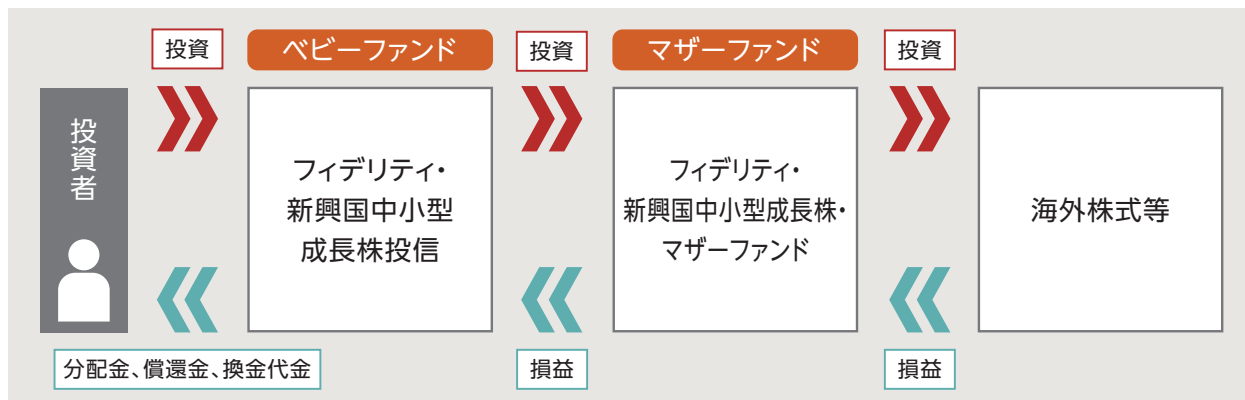 投資
ベビーファンド
投資
マザーファンド
投資
投資者
フィデリティ・
新興国中小型
成長株投信
フィデリティ・
新興国中小型成長株・
マザーファンド
海外株式等
分配金、償還金、換金代金
損益
損益